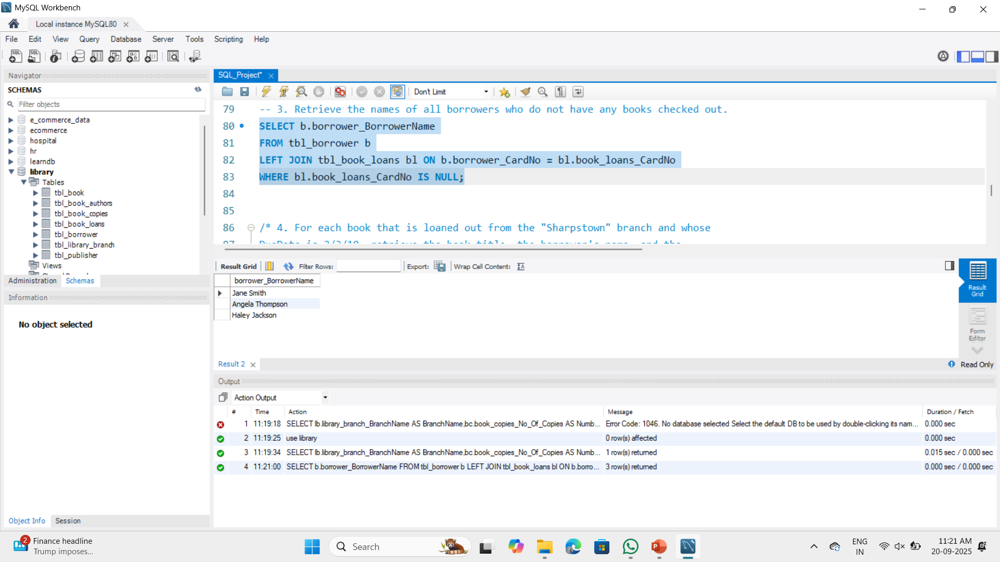 MySQL Workbench
Local instance MySQL80
File Edit View Query Database Server Tools Scripting Help
Navigator
SCHEMAS
Filter objects
e_commerce_data
ecommerce
hospital
hr
learndb
library
Tables
tbl_book
tbl_book_authors
tbl_book_copies
tbl_book_loans
tbl_borrower
tbl_library_branch
tbl_publisher
Views
Administration Schemas
Information
No object selected
Object Info Session
SQL_Project*
Don't Limit
79 -- 3. Retrieve the names of all borrowers who do not have any books checked out.
80 SELECT b.borrower_BorrowerName
81 FROM tbl_borrower b
82 LEFT JOIN tbl_book_loans bl ON b.borrower_CardNo = bl.book_loans_CardNo
83 WHERE bl.book_loans_CardNo IS NULL;
84
85
86 /* 4. For each book that is loaned out from the "Sharpstown" branch and whose
Result Grid Filter Rows: Export: Wrap Cell Content:
borrower_BorrowerName
Jane Smith
Angela Thompson
Haley Jackson
Result Grid
Form Editor
Result 2
Read Only
Output
Action Output
# Time Action Message Duration / Fetch
1 11:19:18 SELECT lb.library_branch_BranchName AS BranchName,bc.book_copies_No_Of_Copies AS Numb... Error Code: 1046. No database selected Select the default DB to be used by double-clicking its nam... 0.000 sec
2 11:19:25 use library 0 row(s) affected 0.000 sec
3 11:19:34 SELECT lb.library_branch_BranchName AS BranchName,bc.book_copies_No_Of_Copies AS Numb... 1 row(s) returned 0.015 sec / 0.000 sec
4 11:21:00 SELECT b.borrower_BorrowerName FROM tbl_borrower b LEFT JOIN tbl_book_loans bl ON b.borro... 3 row(s) returned 0.000 sec / 0.000 sec
2
Finance headline
Trump imposes...
Search
ENG
IN
11:21 AM
20-09-2025